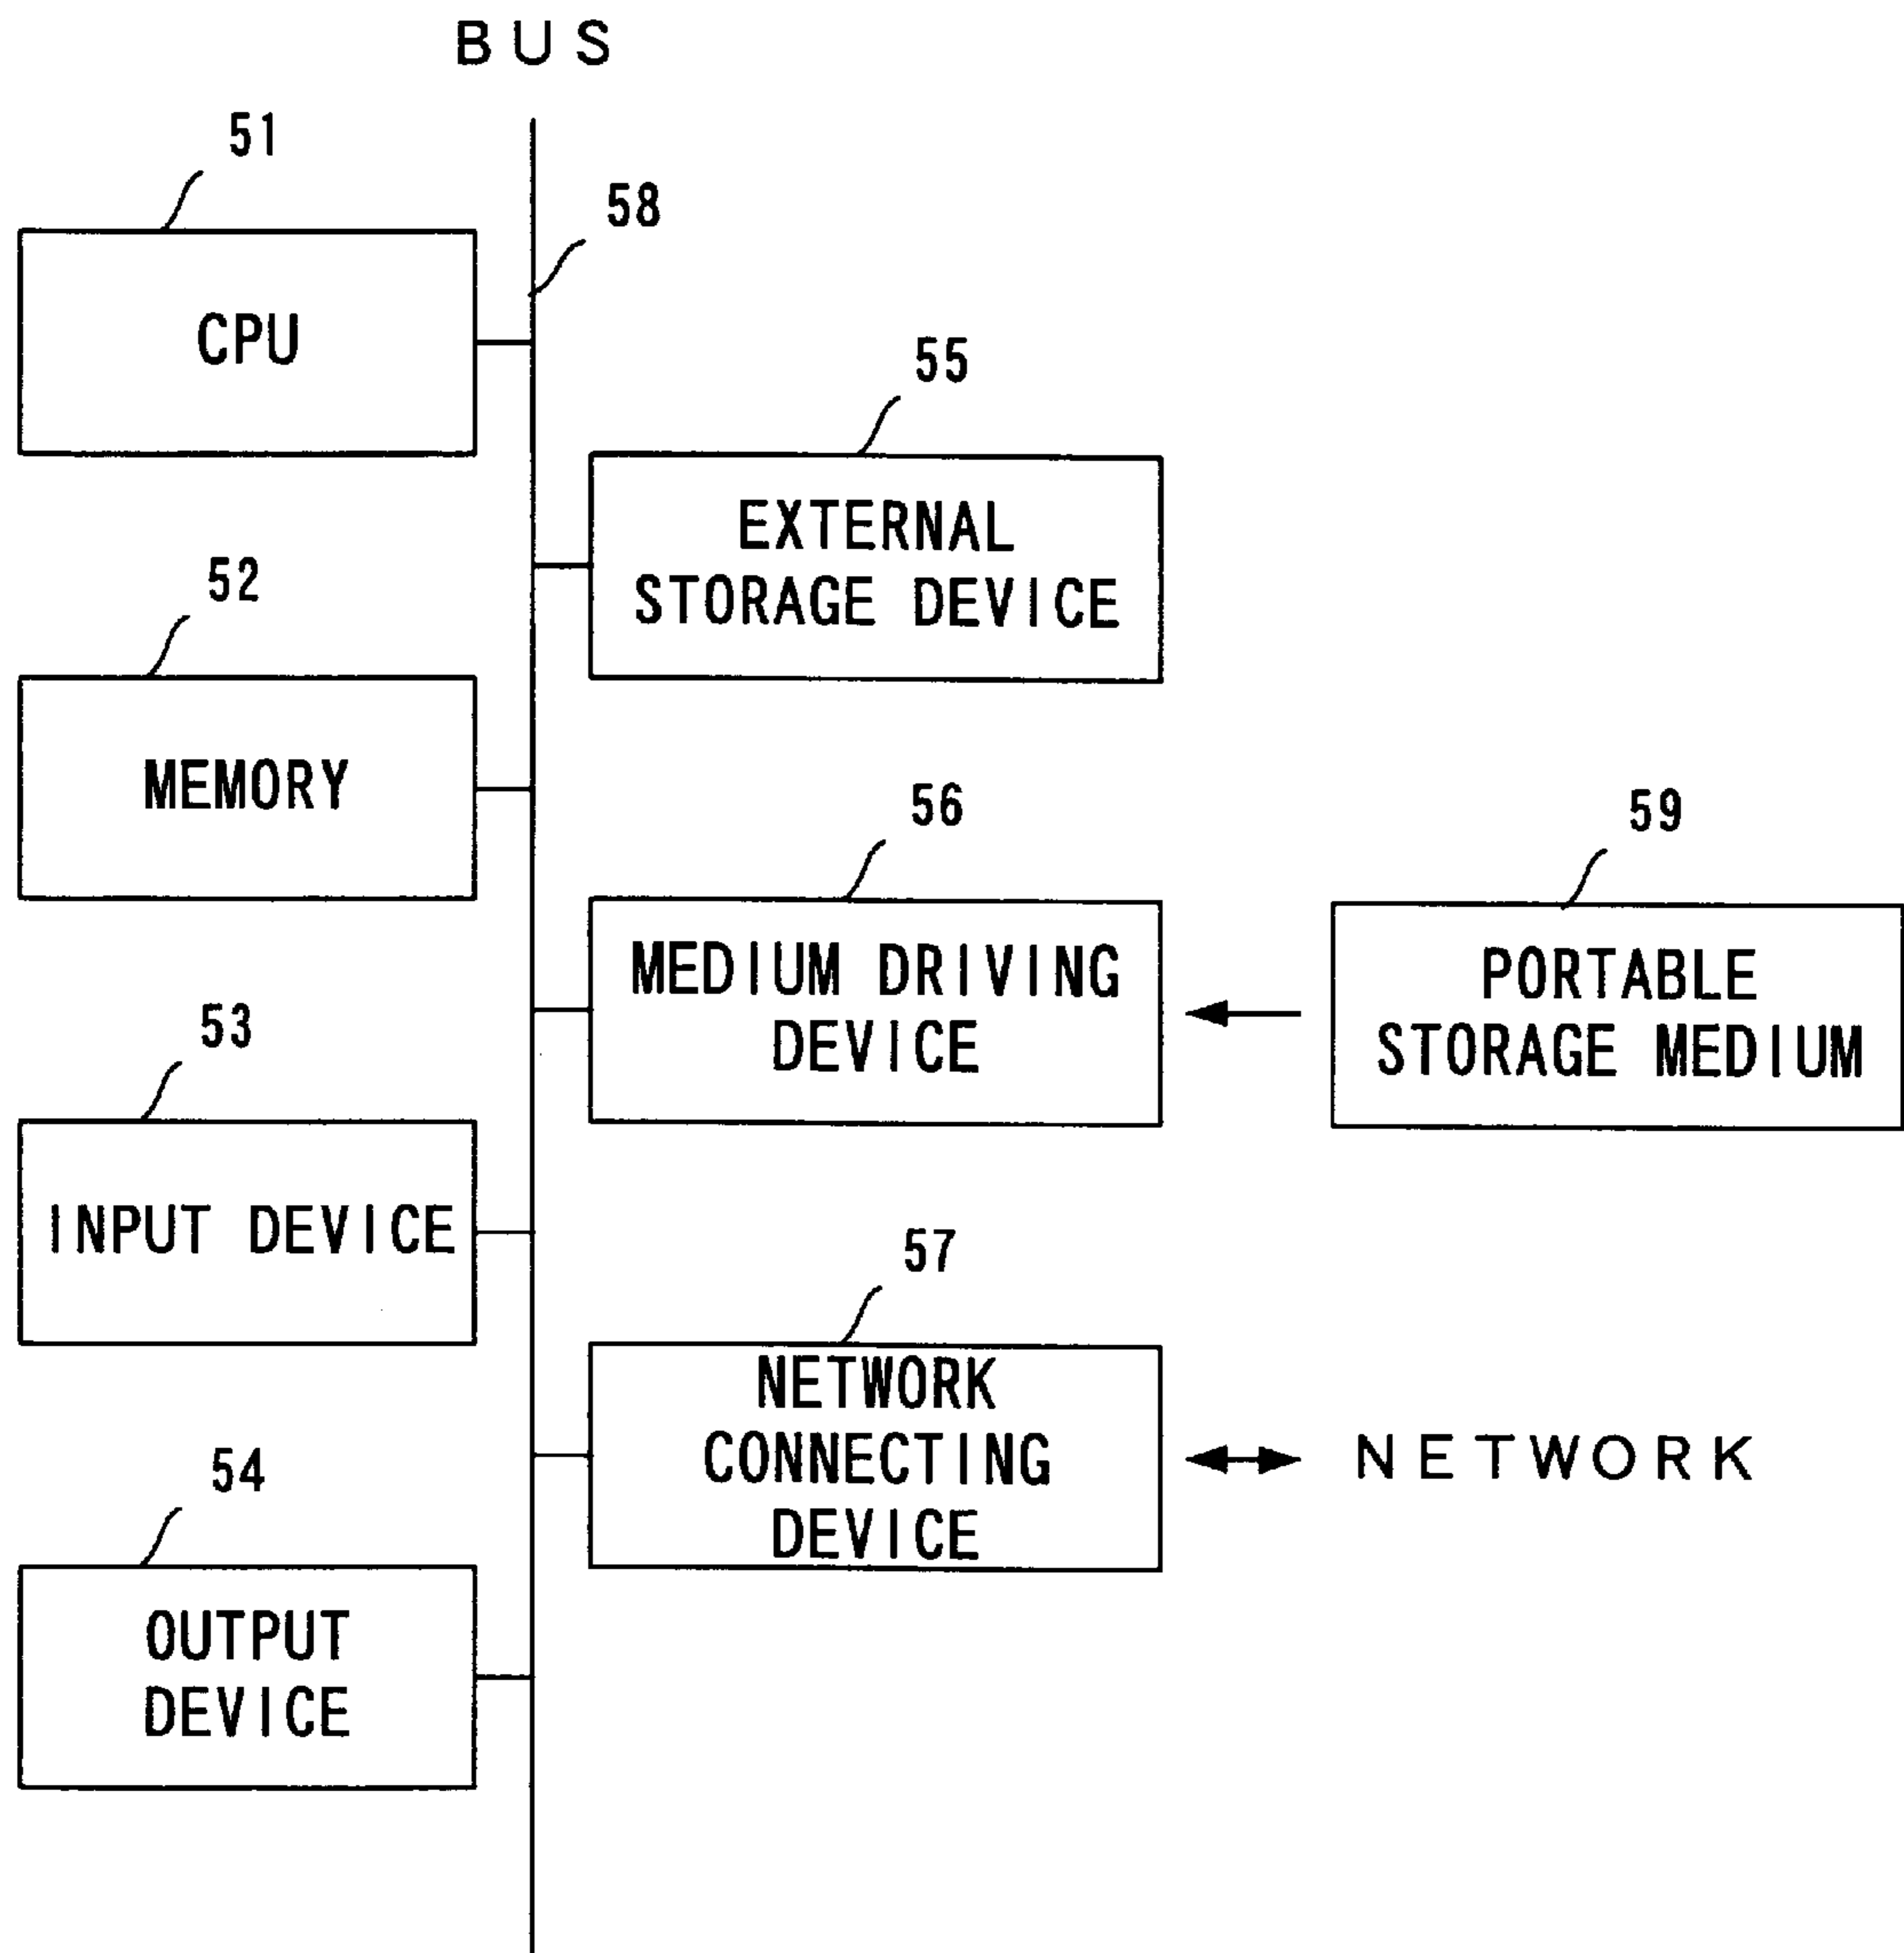 BUS
51
CPU
58
55
EXTERNAL
STORAGE DEVICE
52
MEMORY
56
MEDIUM DRIVING
DEVICE
59
PORTABLE
STORAGE MEDIUM
53
INPUT DEVICE
57
NETWORK
CONNECTING
DEVICE
NETWORK
54
OUTPUT
DEVICE